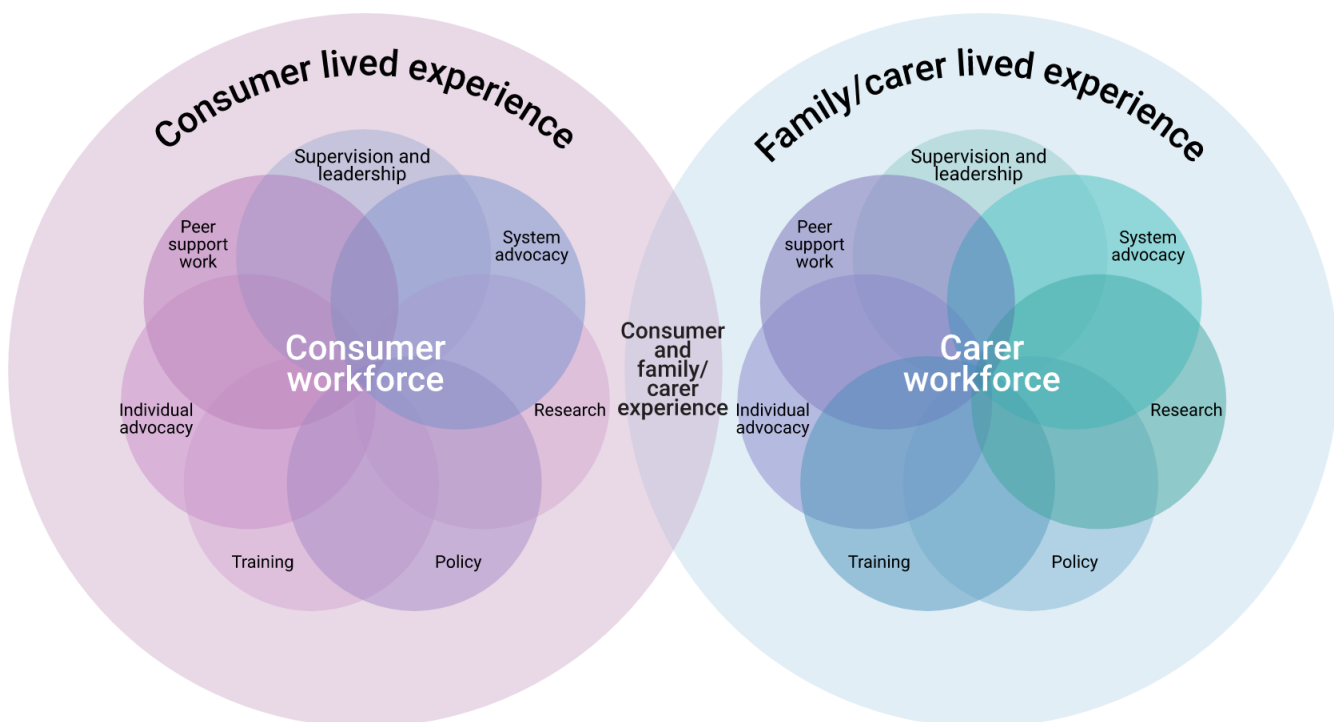 Consumer lived experience
Supervision and
leadership
Peer
support
work
System
advocacy
Consumer
workforce
Individual
advocacy
Research
Training
Policy
Consumer
and
family/
carer
experience
Family/carer lived experience
Supervision and
leadership
Peer
support
work
System
advocacy
Carer
workforce
Individual
advocacy
Research
Training
Policy